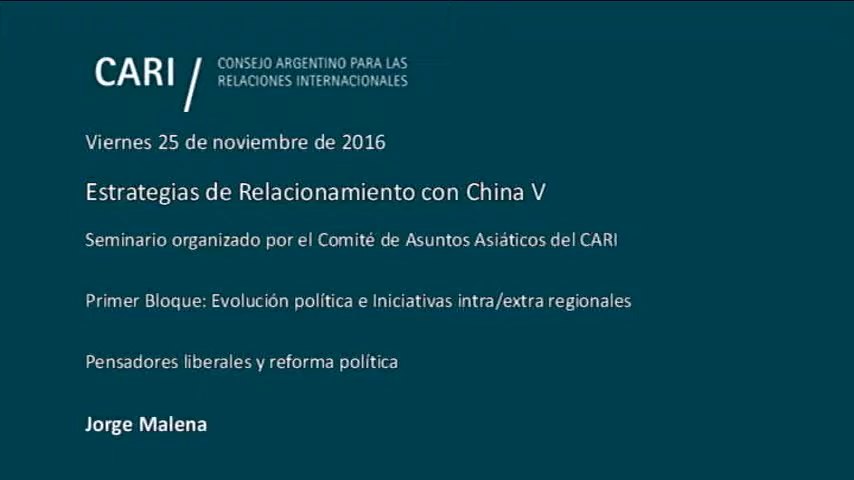 CARI/
CONSEJO ARGENTINO PARA LAS
RELACIONES INTERNACIONALES
Viernes 25 de noviembre de 2016
Estrategias de Relacionamiento con China V
Seminario organizado por el Comité de Asuntos Asiáticos del CARI
Primer Bloque: Evolución política e Iniciativas intra/extra regionales
Pensadores liberales y reforma política
Jorge Malena